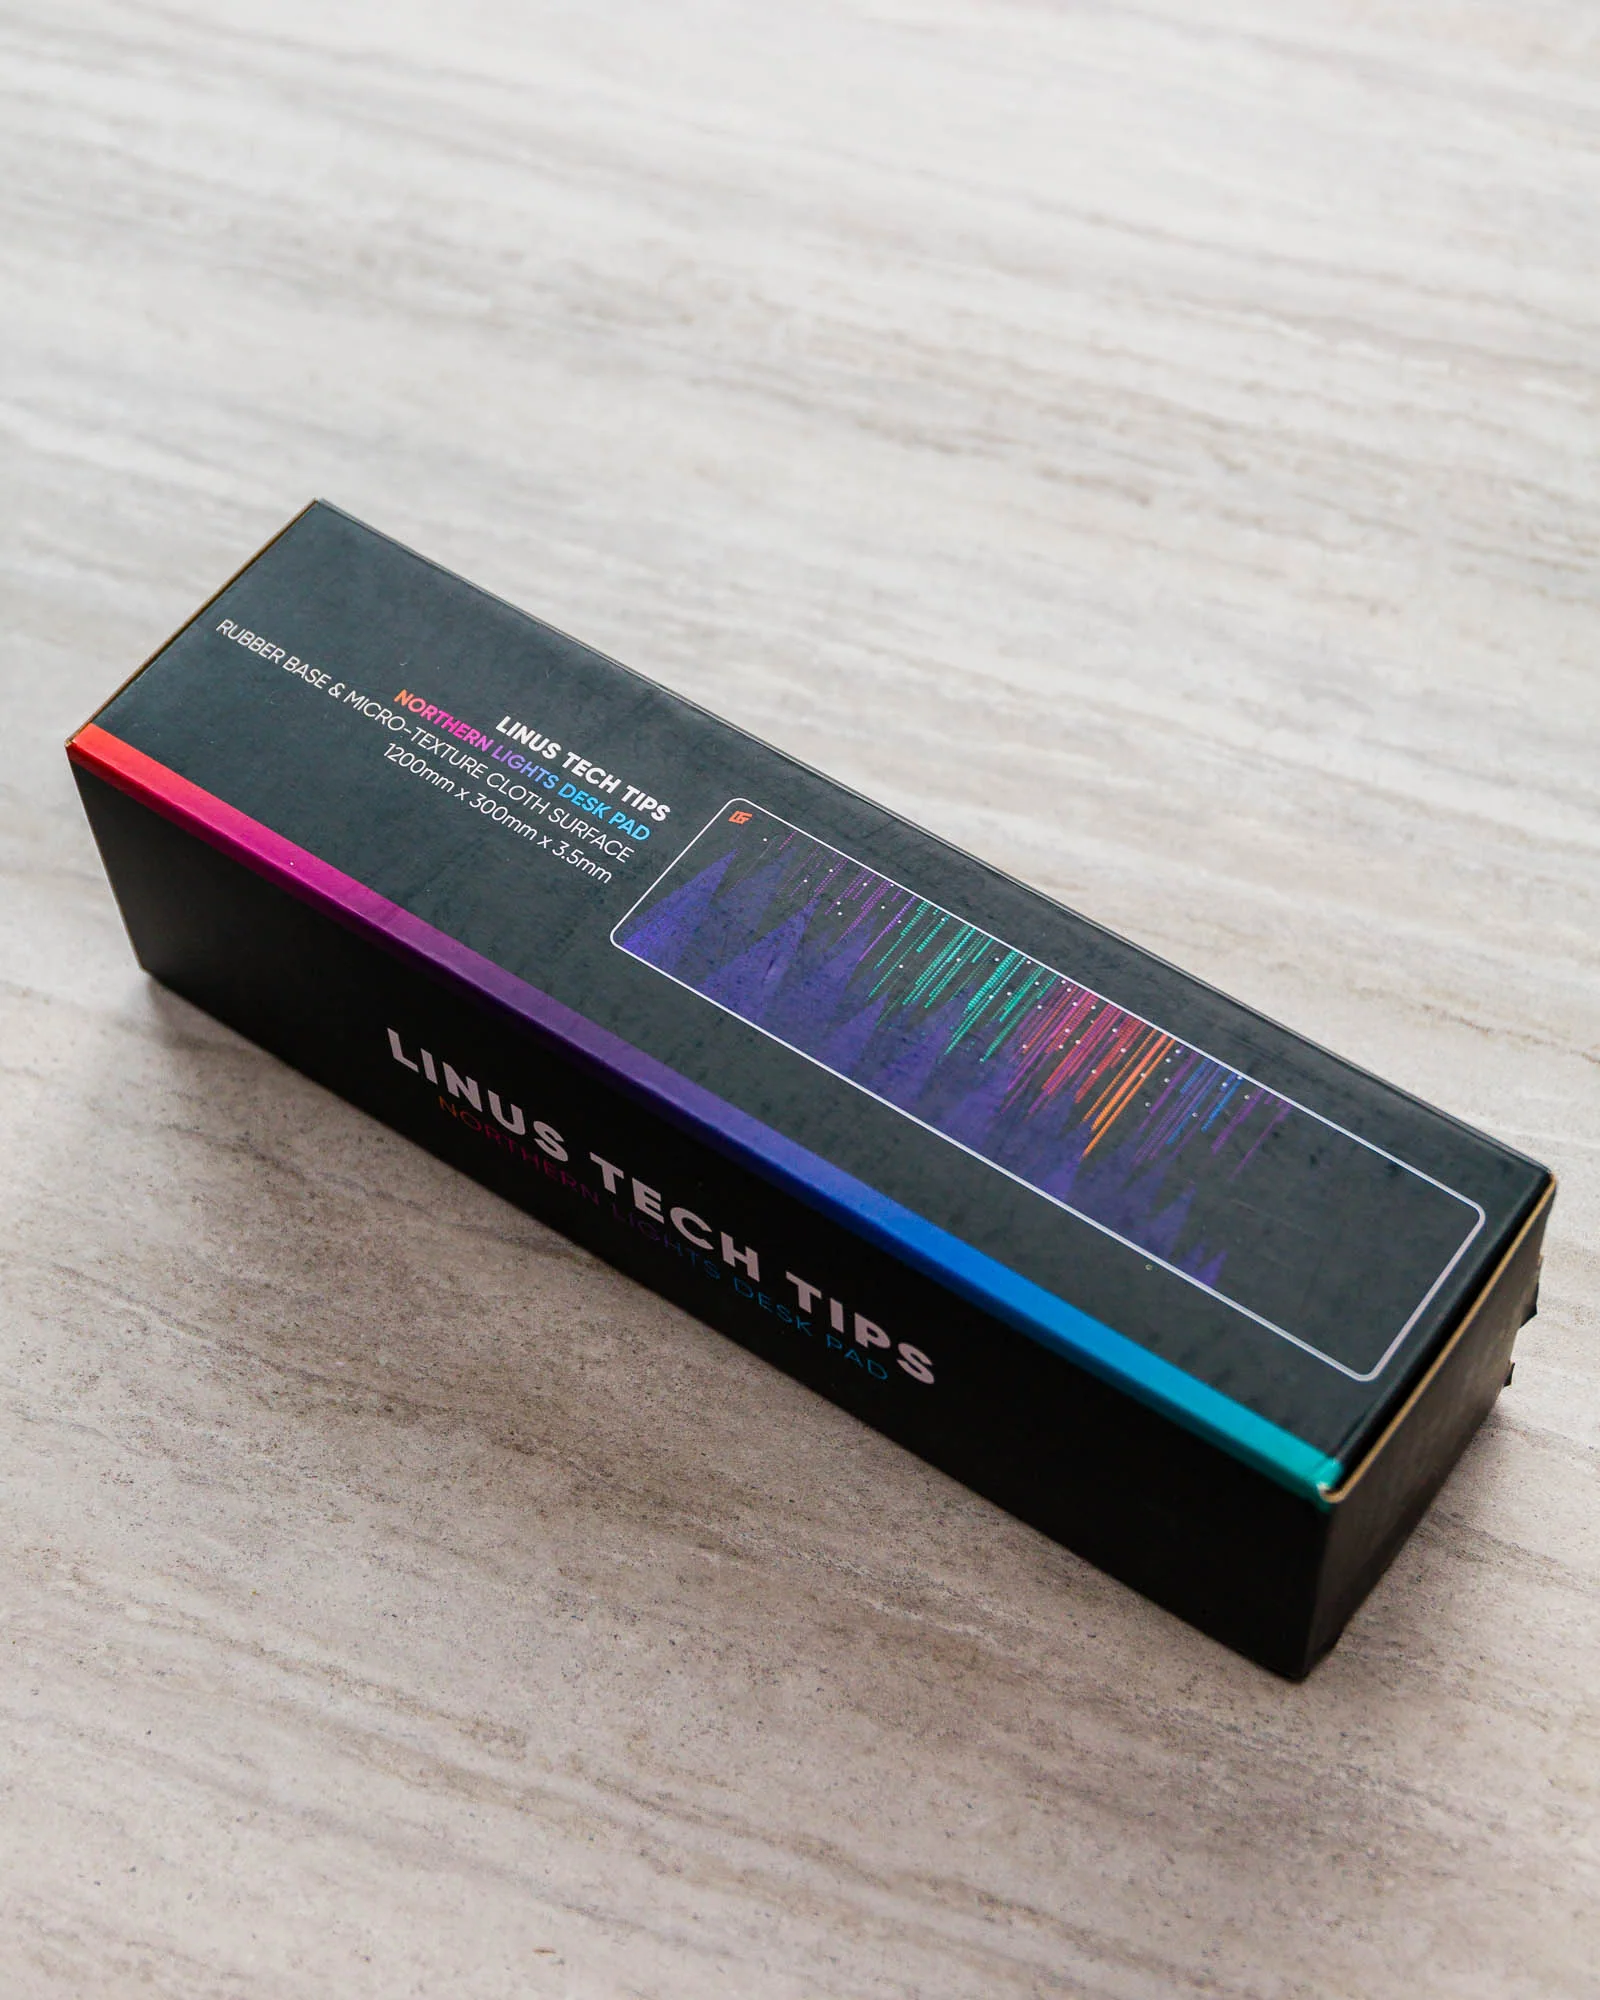 LINUS TECH TIPS
NORTHERN LIGHTS DESK PAD
RUBBER BASE & MICRO-TEXTURE CLOTH SURFACE
1200mm x 300mm x 3.5mm
LINUS TECH TIPS
NORTHERN LIGHTS DESK PAD